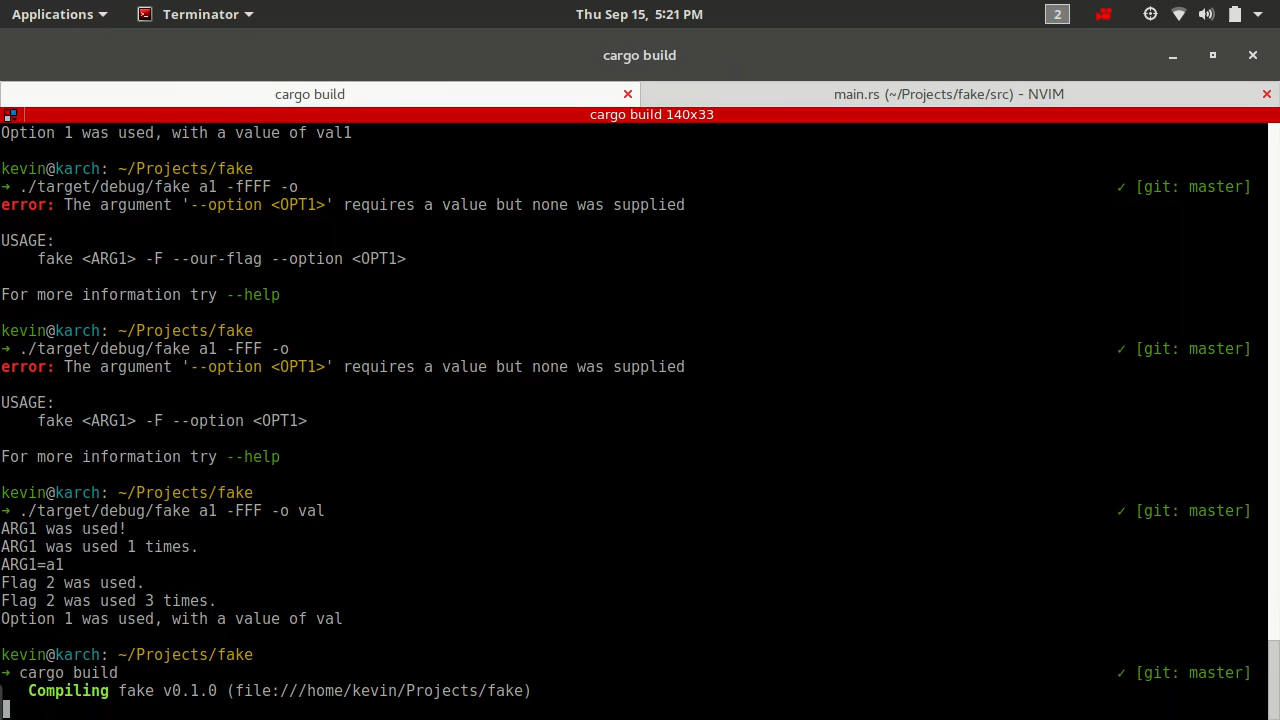 Applications Terminator Thu Sep 15, 5:21 PM 2
cargo build
cargo build main.rs (~/Projects/fake/src) - NVIM
cargo build 140x33
Option 1 was used, with a value of val1
kevin@karch: ~/Projects/fake
➜ ./target/debug/fake a1 -fFFF -o ✓ [git: master]
error: The argument '--option <OPT1>' requires a value but none was supplied
USAGE:
    fake <ARG1> -F --our-flag --option <OPT1>
For more information try --help
kevin@karch: ~/Projects/fake
➜ ./target/debug/fake a1 -FFF -o ✓ [git: master]
error: The argument '--option <OPT1>' requires a value but none was supplied
USAGE:
    fake <ARG1> -F --option <OPT1>
For more information try --help
kevin@karch: ~/Projects/fake
➜ ./target/debug/fake a1 -FFF -o val ✓ [git: master]
ARG1 was used!
ARG1 was used 1 times.
ARG1=a1
Flag 2 was used.
Flag 2 was used 3 times.
Option 1 was used, with a value of val
kevin@karch: ~/Projects/fake
➜ cargo build ✓ [git: master]
   Compiling fake v0.1.0 (file:///home/kevin/Projects/fake)